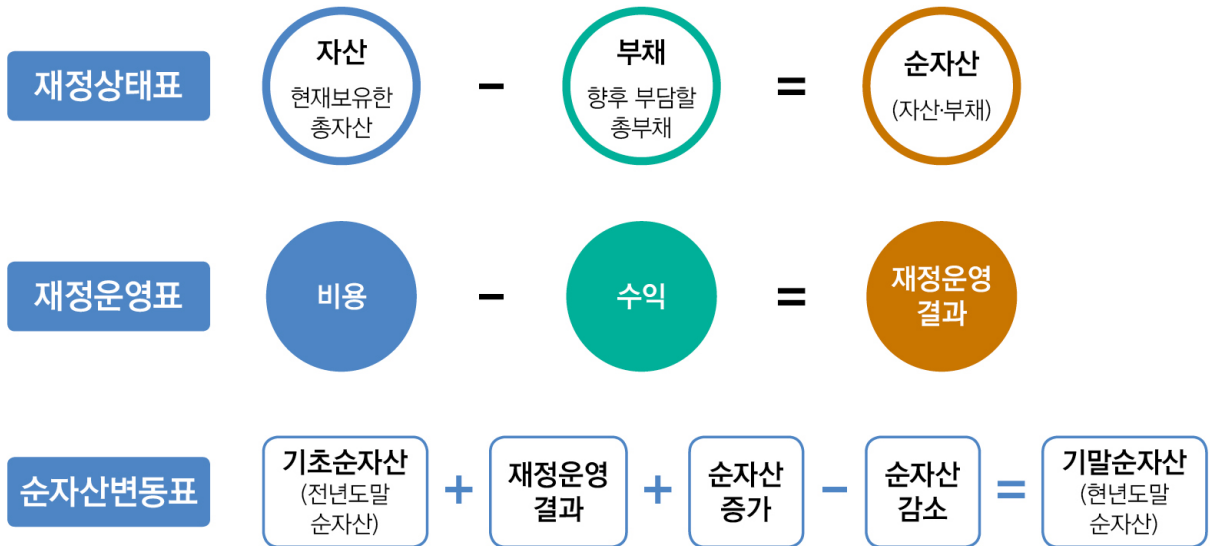 재정상태표
자산
현재보유한
총자산
-
부채
향후 부담할
총부채
=
순자산
(자산·부채)
재정운영표
비용
-
수익
=
재정운영
결과
순자산변동표
기초순자산
(전년도말
순자산)
+
재정운영
결과
+
순자산
증가
-
순자산
감소
=
기말순자산
(현년도말
순자산)